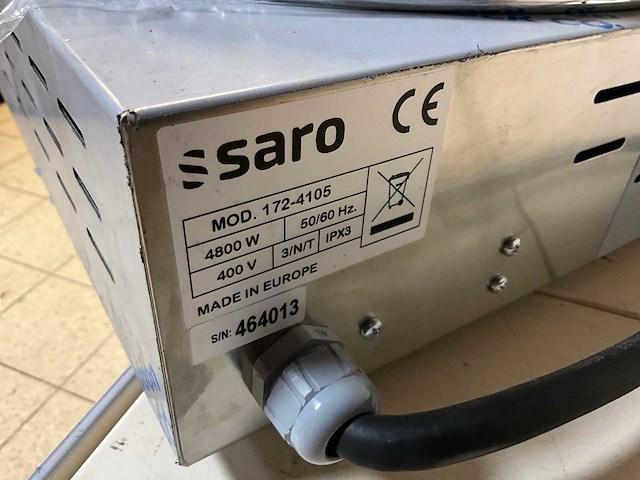 saro CE
MOD. 172-4105
4800 W 50/60 Hz.
400 V 3/N/T IPX3
MADE IN EUROPE
S/N: 464013